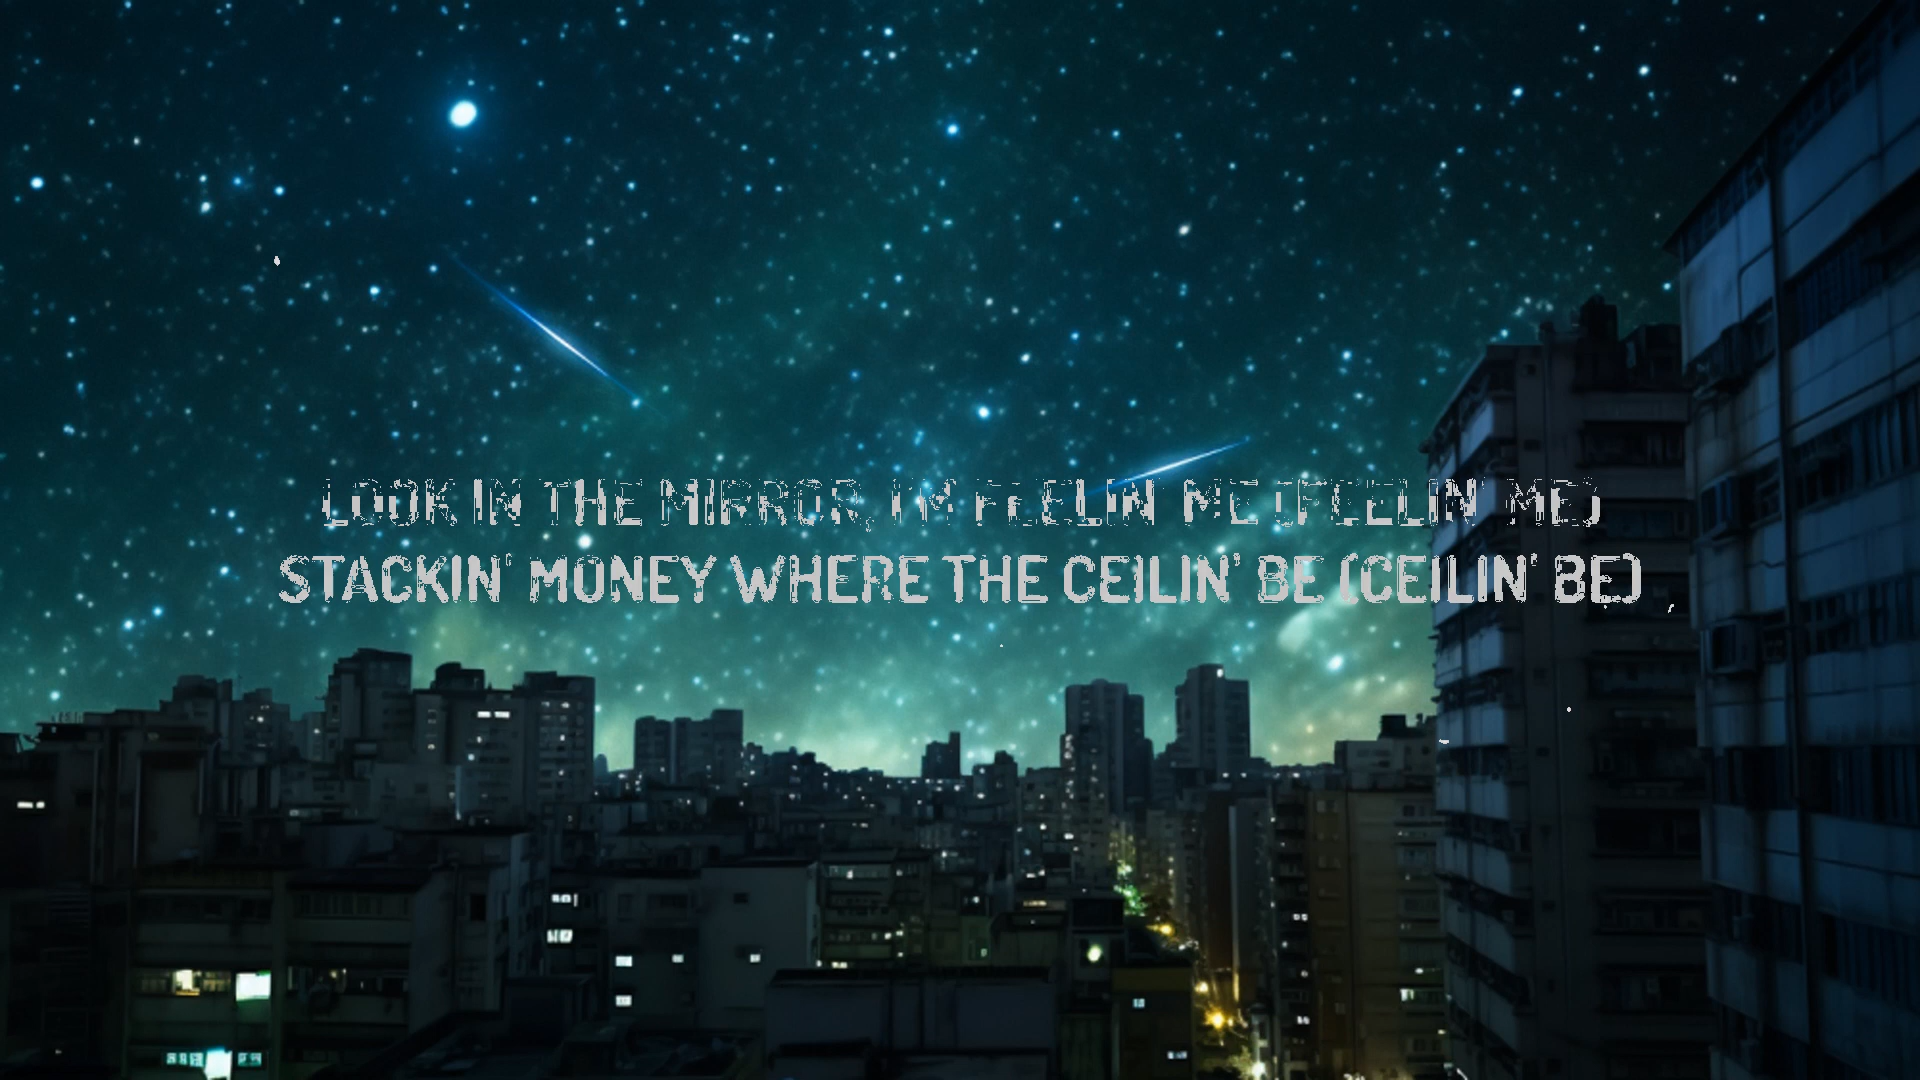 LOOK IN THE MIRROR, I'M FEELIN' ME (FEELIN' ME)
STACKIN' MONEY WHERE THE CEILIN' BE (CEILIN' BE)